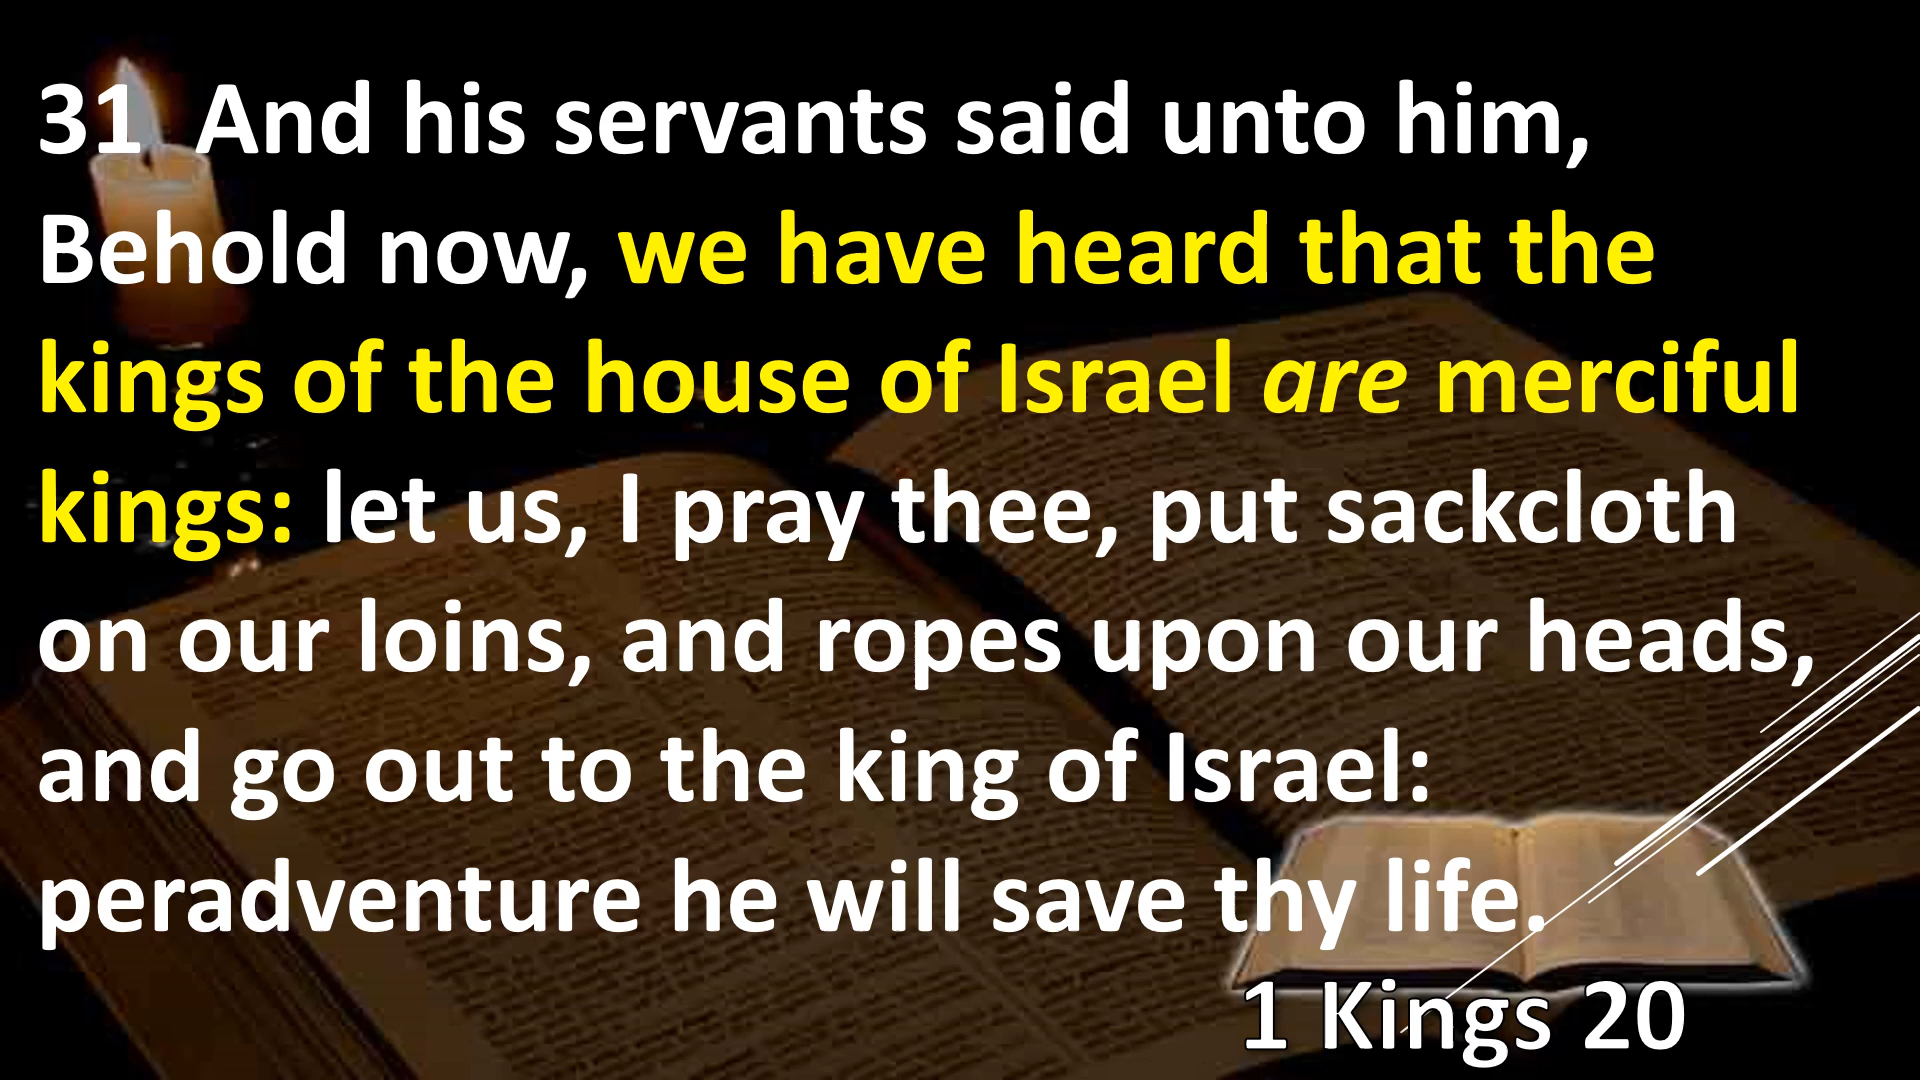 31  And his servants said unto him,
Behold now, we have heard that the
kings of the house of Israel are merciful
kings: let us, I pray thee, put sackcloth
on our loins, and ropes upon our heads,
and go out to the king of Israel:
peradventure he will save thy life.
1 Kings 20